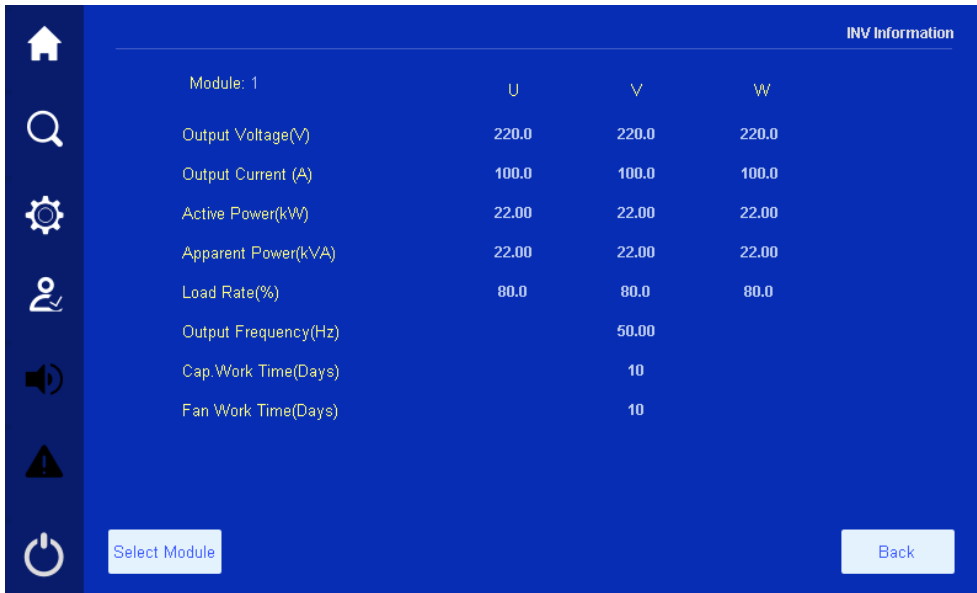 INV Information
Module: 1 U V W
Output Voltage(V) 220.0 220.0 220.0
Output Current (A) 100.0 100.0 100.0
Active Power(kW) 22.00 22.00 22.00
Apparent Power(kVA) 22.00 22.00 22.00
Load Rate(%) 80.0 80.0 80.0
Output Frequency(Hz) 50.00
Cap.Work Time(Days) 10
Fan Work Time(Days) 10
Select Module Back